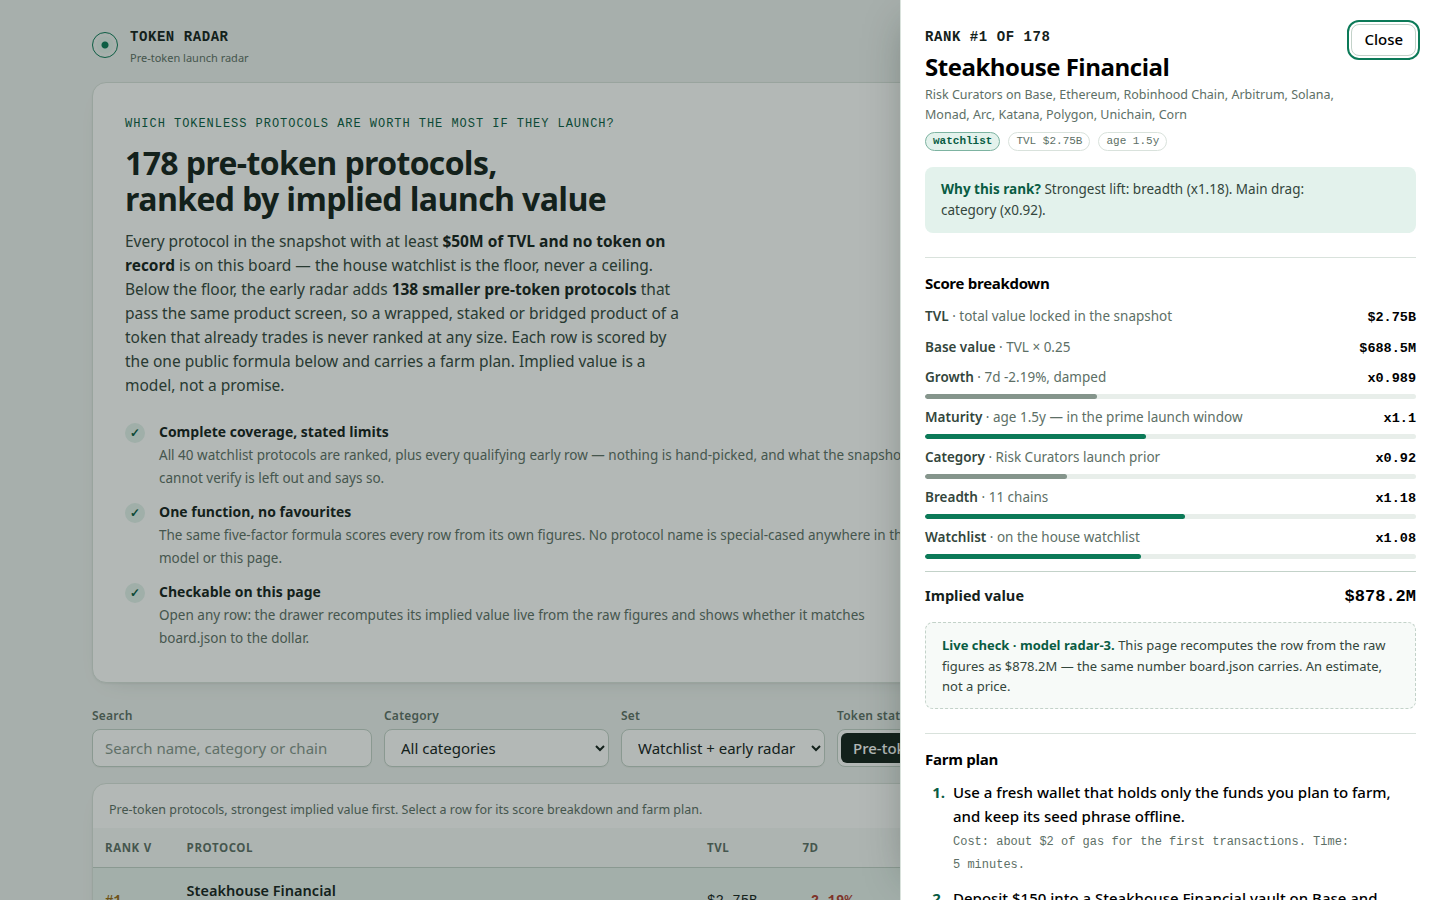 TOKEN RADAR
Pre-token launch radar
WHICH TOKENLESS PROTOCOLS ARE WORTH THE MOST IF THEY LAUNCH?
178 pre-token protocols,
ranked by implied launch value
Every protocol in the snapshot with at least $50M of TVL and no token on
record is on this board — the house watchlist is the floor, never a ceiling.
Below the floor, the early radar adds 138 smaller pre-token protocols that
pass the same product screen, so a wrapped, staked or bridged product of a
token that already trades is never ranked at any size. Each row is scored by
the one public formula below and carries a farm plan. Implied value is a
model, not a promise.
✓ Complete coverage, stated limits
All 40 watchlist protocols are ranked, plus every qualifying early row — nothing is hand-picked, and what the snapsho
cannot verify is left out and says so.
✓ One function, no favourites
The same five-factor formula scores every row from its own figures. No protocol name is special-cased anywhere in th
model or this page.
✓ Checkable on this page
Open any row: the drawer recomputes its implied value live from the raw figures and shows whether it matches
board.json to the dollar.
Search
Category
Set
Token stat
Search name, category or chain
All categories
Watchlist + early radar
Pre-tok
Pre-token protocols, strongest implied value first. Select a row for its score breakdown and farm plan.
RANK V
PROTOCOL
TVL
7D
#1
Steakhouse Financial
$2.75B
-2.19%
RANK #1 OF 178
Close
Steakhouse Financial
Risk Curators on Base, Ethereum, Robinhood Chain, Arbitrum, Solana,
Monad, Arc, Katana, Polygon, Unichain, Corn
watchlist
TVL $2.75B
age 1.5y
Why this rank? Strongest lift: breadth (x1.18). Main drag:
category (x0.92).
Score breakdown
TVL · total value locked in the snapshot $2.75B
Base value · TVL × 0.25 $688.5M
Growth · 7d -2.19%, damped x0.989
Maturity · age 1.5y — in the prime launch window x1.1
Category · Risk Curators launch prior x0.92
Breadth · 11 chains x1.18
Watchlist · on the house watchlist x1.08
Implied value $878.2M
Live check · model radar-3. This page recomputes the row from the raw
figures as $878.2M — the same number board.json carries. An estimate,
not a price.
Farm plan
1. Use a fresh wallet that holds only the funds you plan to farm,
and keep its seed phrase offline.
Cost: about $2 of gas for the first transactions. Time:
5 minutes.
2. Deposit $150 into a Steakhouse Financial vault on Base and